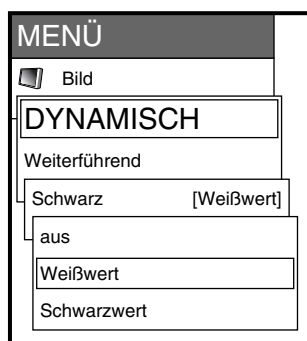 MENÜ
Bild
DYNAMISCH
Weiterführend
Schwarz [Weißwert]
aus
Weißwert
Schwarzwert